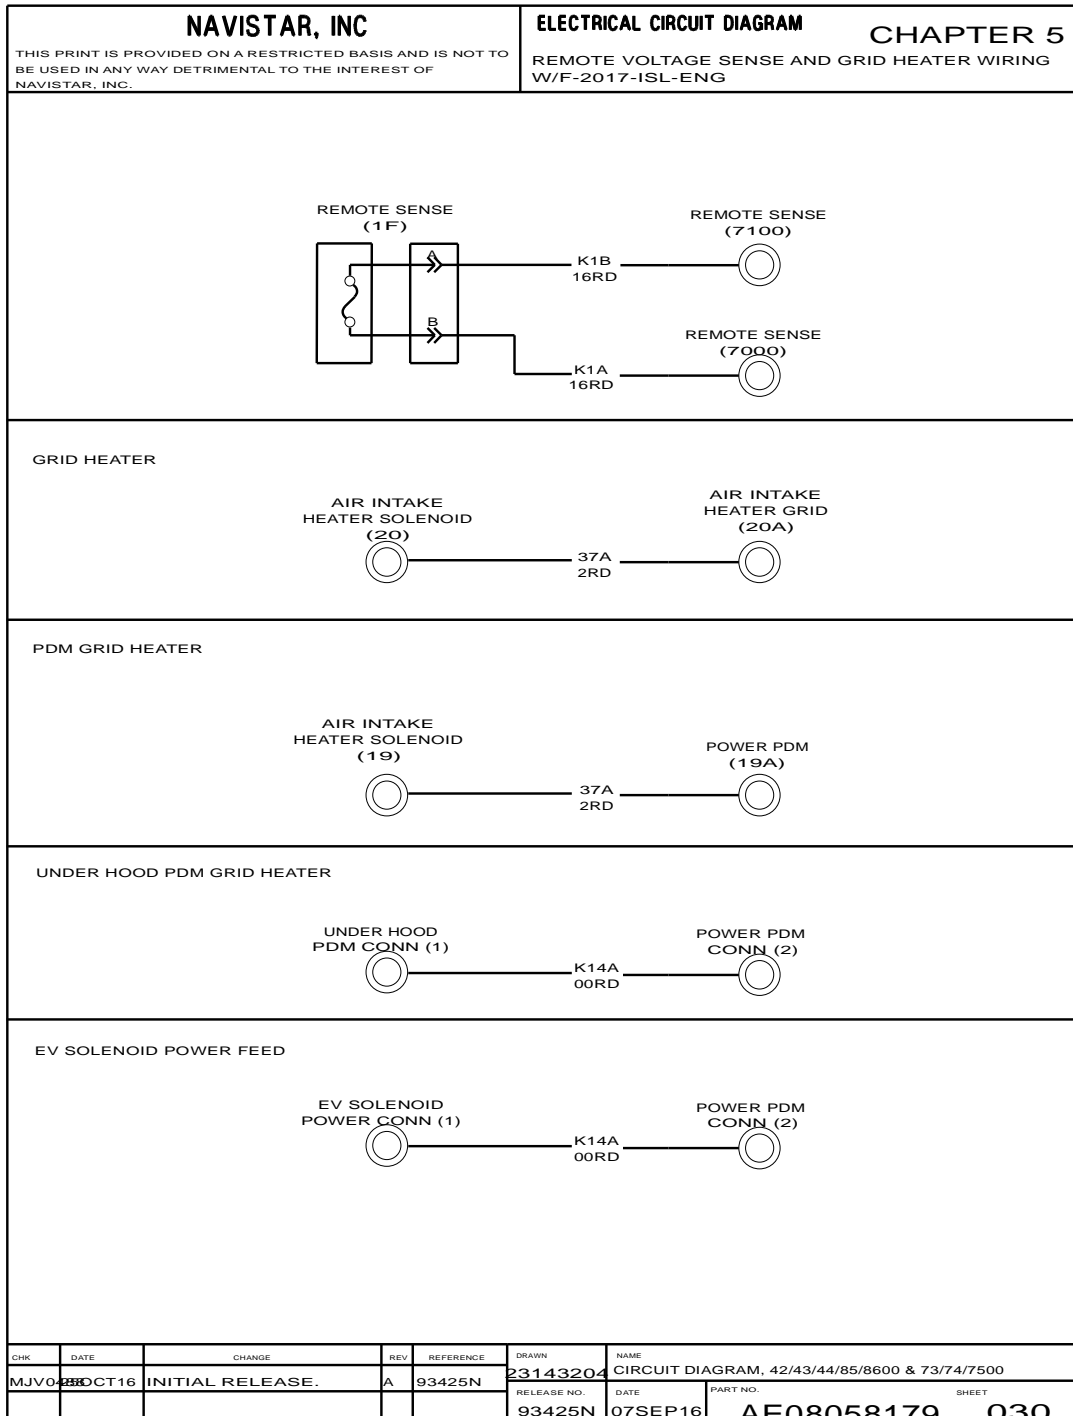 NAVISTAR, INC
THIS PRINT IS PROVIDED ON A RESTRICTED BASIS AND IS NOT TO
BE USED IN ANY WAY DETRIMENTAL TO THE INTEREST OF
NAVISTAR, INC.
ELECTRICAL CIRCUIT DIAGRAM
CHAPTER 5
REMOTE VOLTAGE SENSE AND GRID HEATER WIRING
W/F-2017-ISL-ENG
REMOTE SENSE
(1F)
A
B
K1B
16RD
REMOTE SENSE
(7100)
K1A
16RD
REMOTE SENSE
(7000)
GRID HEATER
AIR INTAKE
HEATER SOLENOID
(20)
37A
2RD
AIR INTAKE
HEATER GRID
(20A)
PDM GRID HEATER
AIR INTAKE
HEATER SOLENOID
(19)
37A
2RD
POWER PDM
(19A)
UNDER HOOD PDM GRID HEATER
UNDER HOOD
PDM CONN (1)
K14A
00RD
POWER PDM
CONN (2)
EV SOLENOID POWER FEED
EV SOLENOID
POWER CONN (1)
K14A
00RD
POWER PDM
CONN (2)
CHK DATE CHANGE REV REFERENCE
INITIAL RELEASE. A 93425N
DRAWN
23143204
NAME
CIRCUIT DIAGRAM, 42/43/44/85/8600 & 73/74/7500
RELEASE NO.
93425N
DATE
07SEP16
PART NO.
AE08058179
SHEET
030